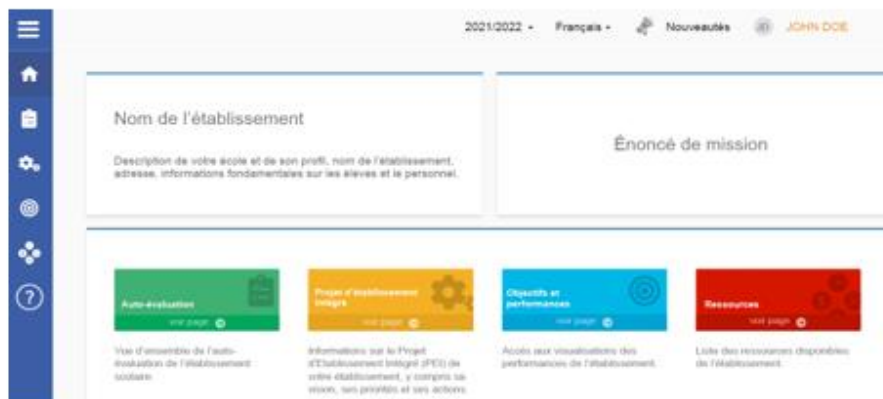 2021/2022
Français
Nouveautés
JD
JOHN DOE
Nom de l'établissement
Description de votre école et de son profil, nom de l'établissement,
adresse, informations fondamentales sur les élèves et le personnel.
Énoncé de mission
Auto-évaluation
voir page
Vue d'ensemble de l'auto-
évaluation de l'établissement
scolaire.
Projet d'établissement
intégré
voir page
Informations sur le Projet
d'Etablissement Intégré (PEI) de
votre établissement, y compris sa
vision, ses priorités et ses actions.
Objectifs et
performances
voir page
Accès aux visualisations des
performances de l'établissement.
Ressources
voir page
Liste des ressources disponibles
de l'établissement.